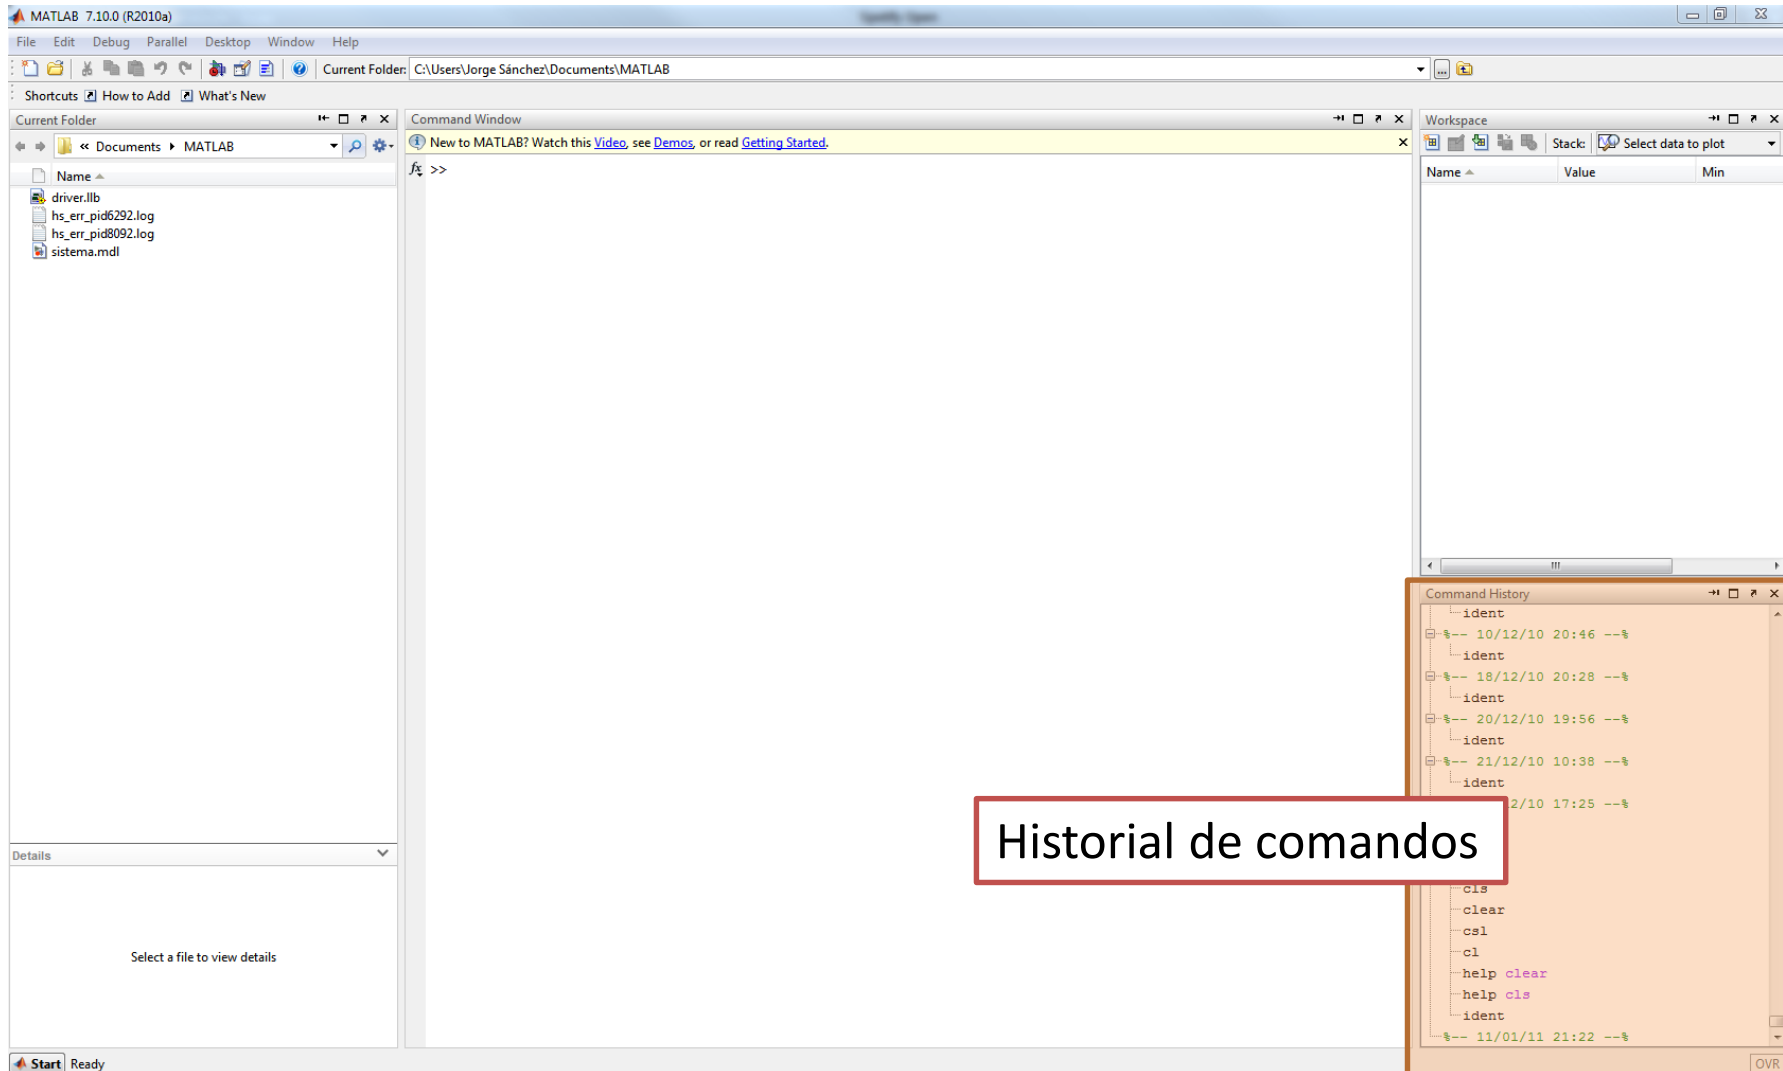 MATLAB 7.10.0 (R2010a)
File Edit Debug Parallel Desktop Window Help
Current Folder: C:\Users\Jorge Sánchez\Documents\MATLAB
Shortcuts How to Add What's New
Current Folder
« Documents MATLAB
Name
driver.llb
hs_err_pid6292.log
hs_err_pid8092.log
sistema.mdl
Details
Select a file to view details
Command Window
New to MATLAB? Watch this Video, see Demos, or read Getting Started.
fx >>
Workspace
Stack: Select data to plot
Name Value Min
Command History
ident
%-- 10/12/10 20:46 --%
ident
%-- 18/12/10 20:28 --%
ident
%-- 20/12/10 19:56 --%
ident
%-- 21/12/10 10:38 --%
ident
2/10 17:25 --%
Historial de comandos
cls
clear
csl
cl
help clear
help cls
ident
%-- 11/01/11 21:22 --%
Start Ready
OVR